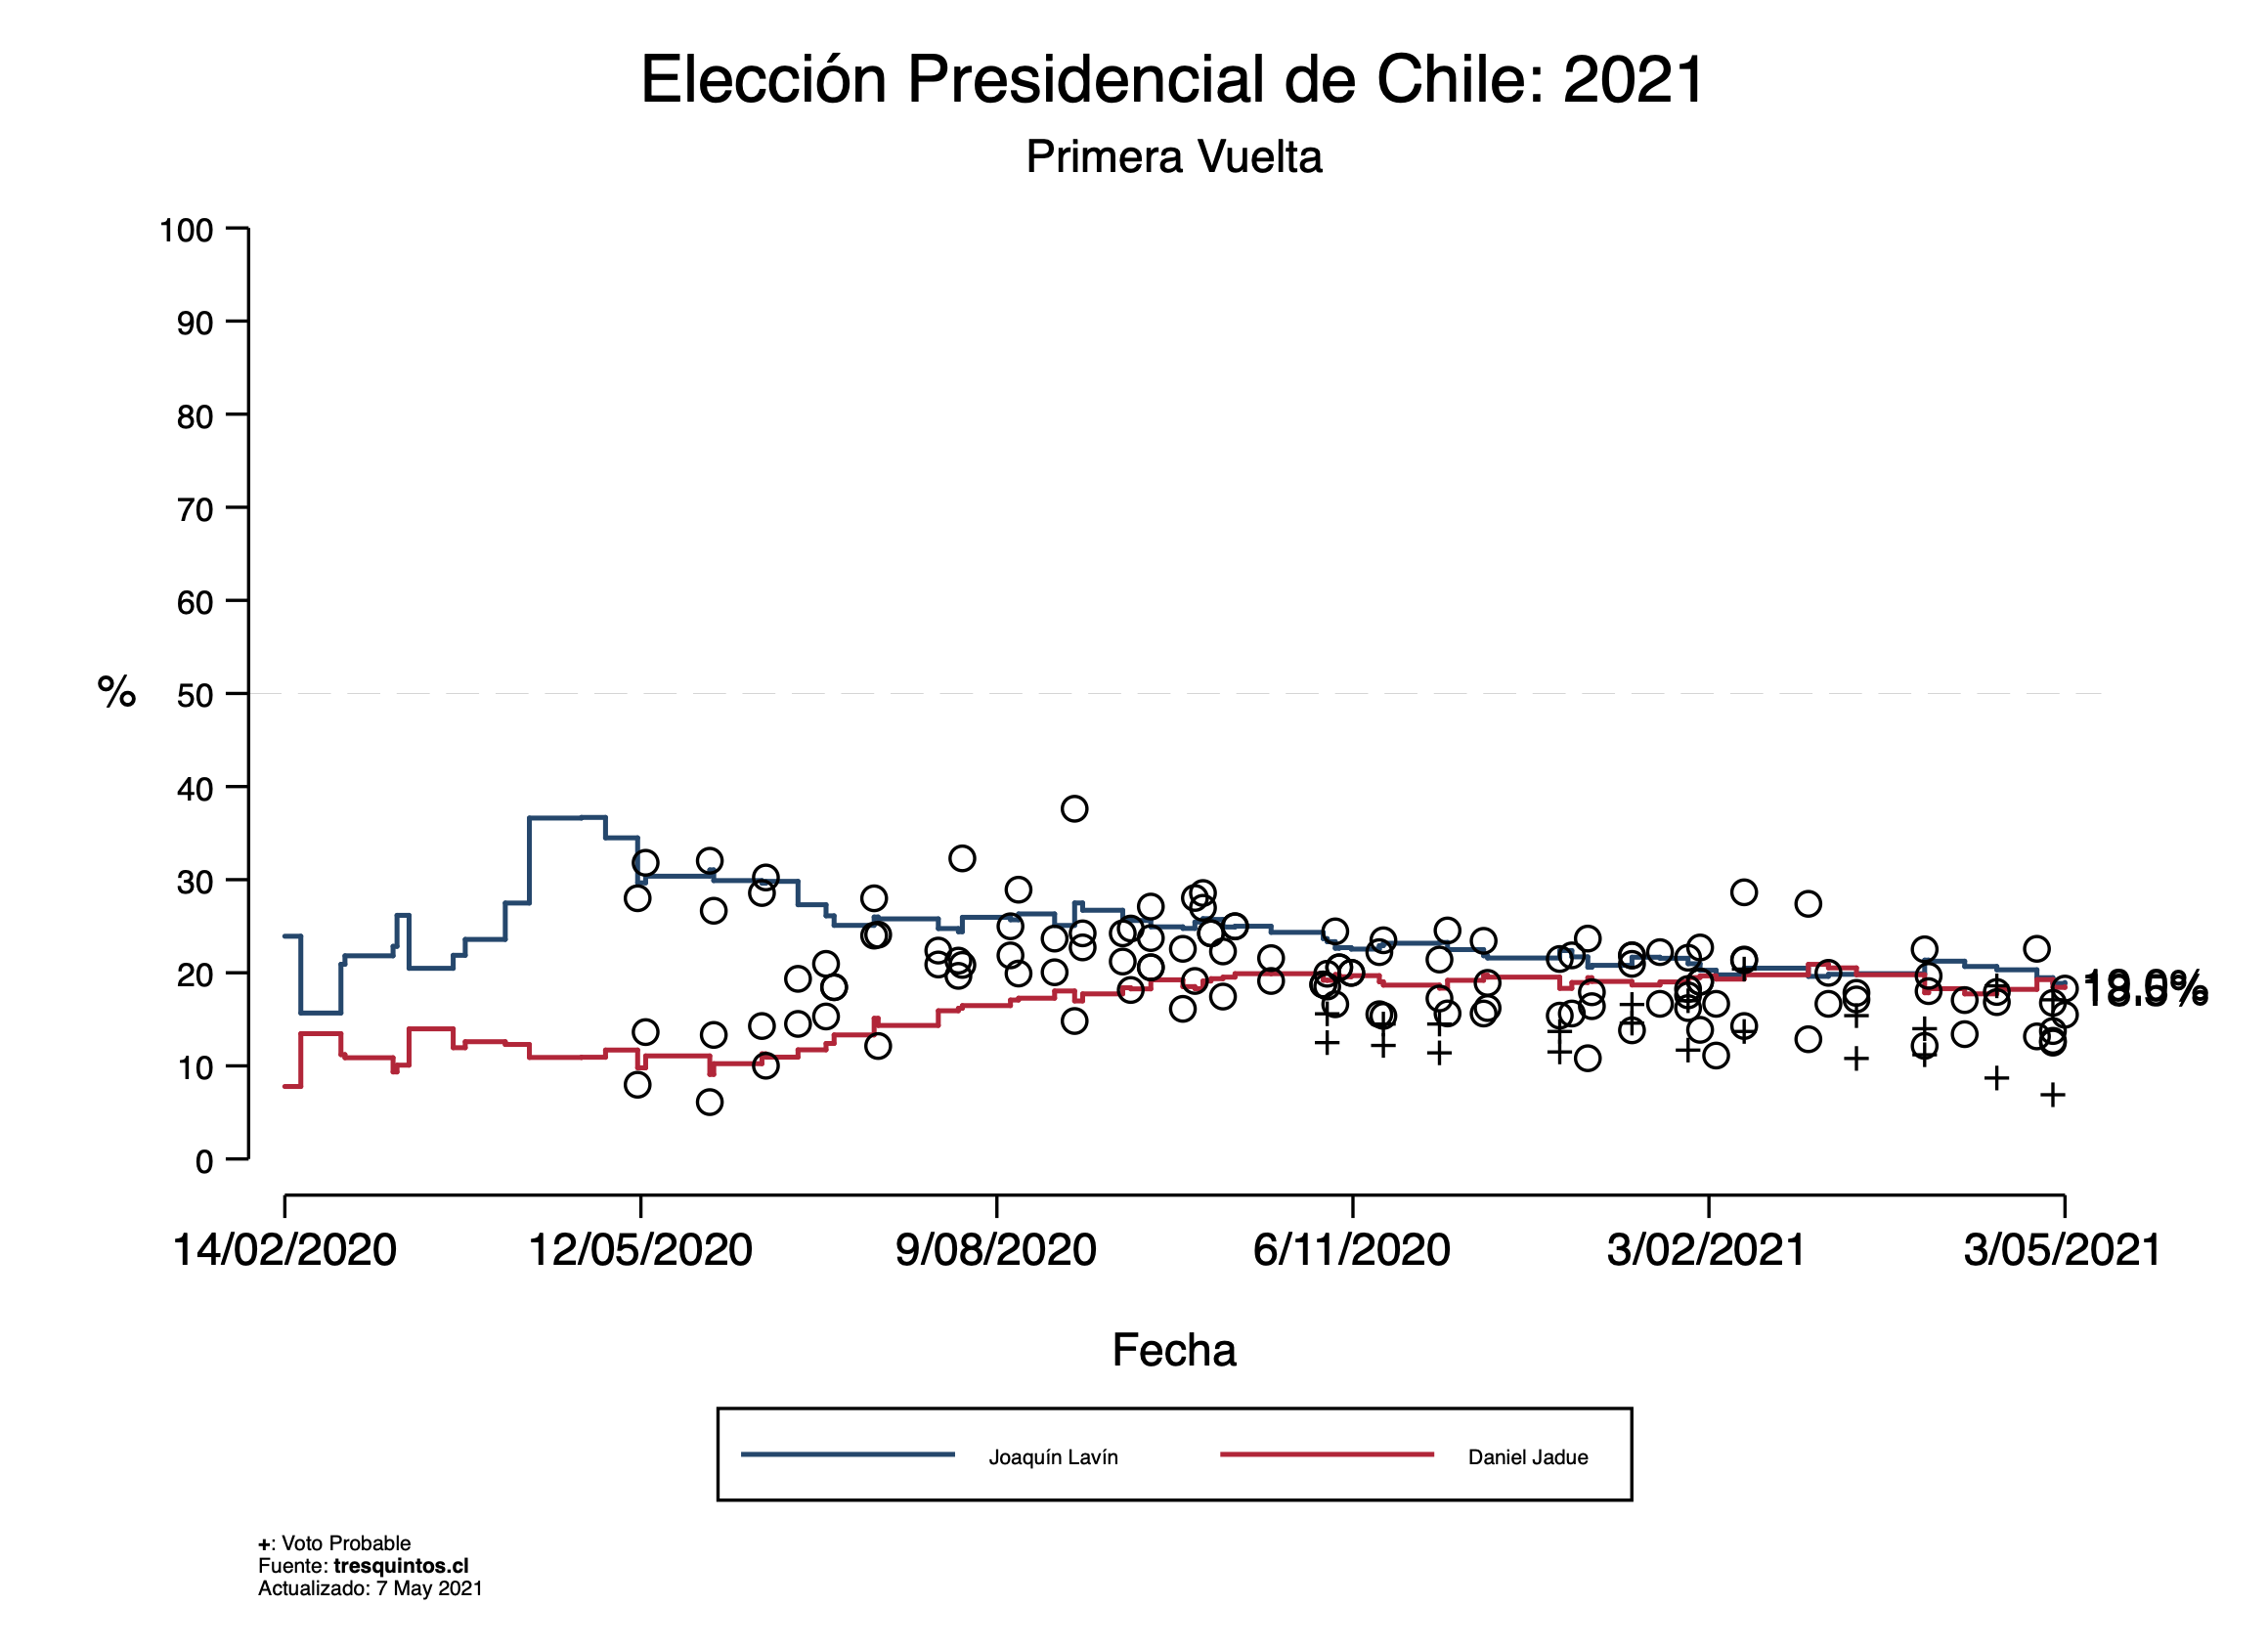 Elección Presidencial de Chile: 2021
Primera Vuelta
100
90
80
70
60
%
50
40
30
20
10
0
14/02/2020
12/05/2020
9/08/2020
6/11/2020
3/02/2021
3/05/2021
Fecha
Joaquín Lavín
Daniel Jadue
+: Voto Probable
Fuente: tresquintos.cl
Actualizado: 7 May 2021